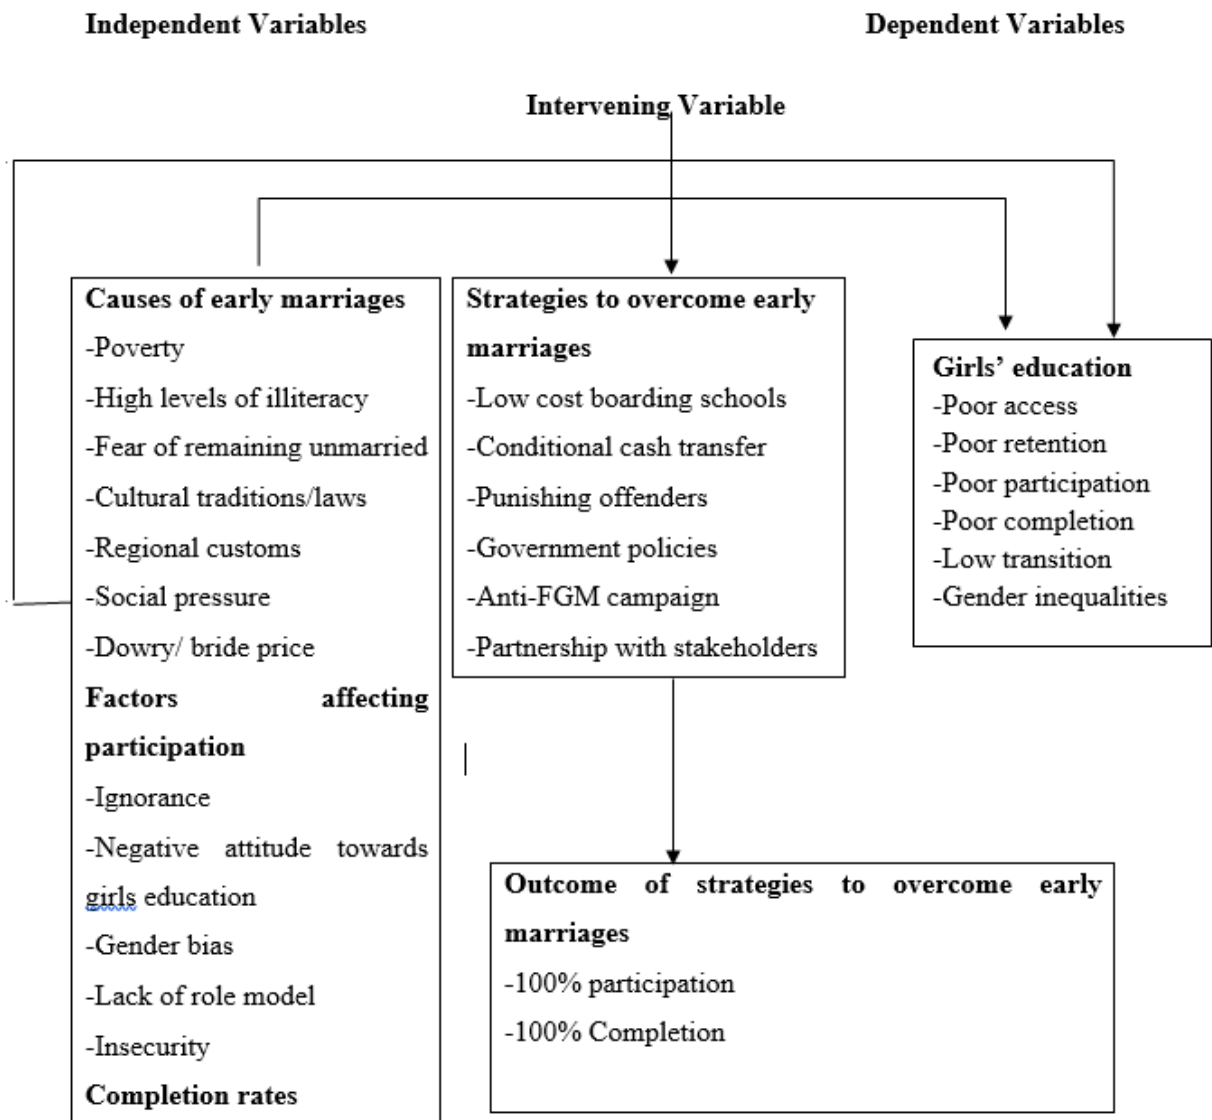 Independent Variables
Dependent Variables
Intervening Variable
Causes of early marriages
-Poverty
-High levels of illiteracy
-Fear of remaining unmarried
-Cultural traditions/laws
-Regional customs
-Social pressure
-Dowry/ bride price
Factors affecting
participation
-Ignorance
-Negative attitude towards
girls education
-Gender bias
-Lack of role model
-Insecurity
Completion rates
Strategies to overcome early
marriages
-Low cost boarding schools
-Conditional cash transfer
-Punishing offenders
-Government policies
-Anti-FGM campaign
-Partnership with stakeholders
Girls’ education
-Poor access
-Poor retention
-Poor participation
-Poor completion
-Low transition
-Gender inequalities
Outcome of strategies to overcome early
marriages
-100% participation
-100% Completion